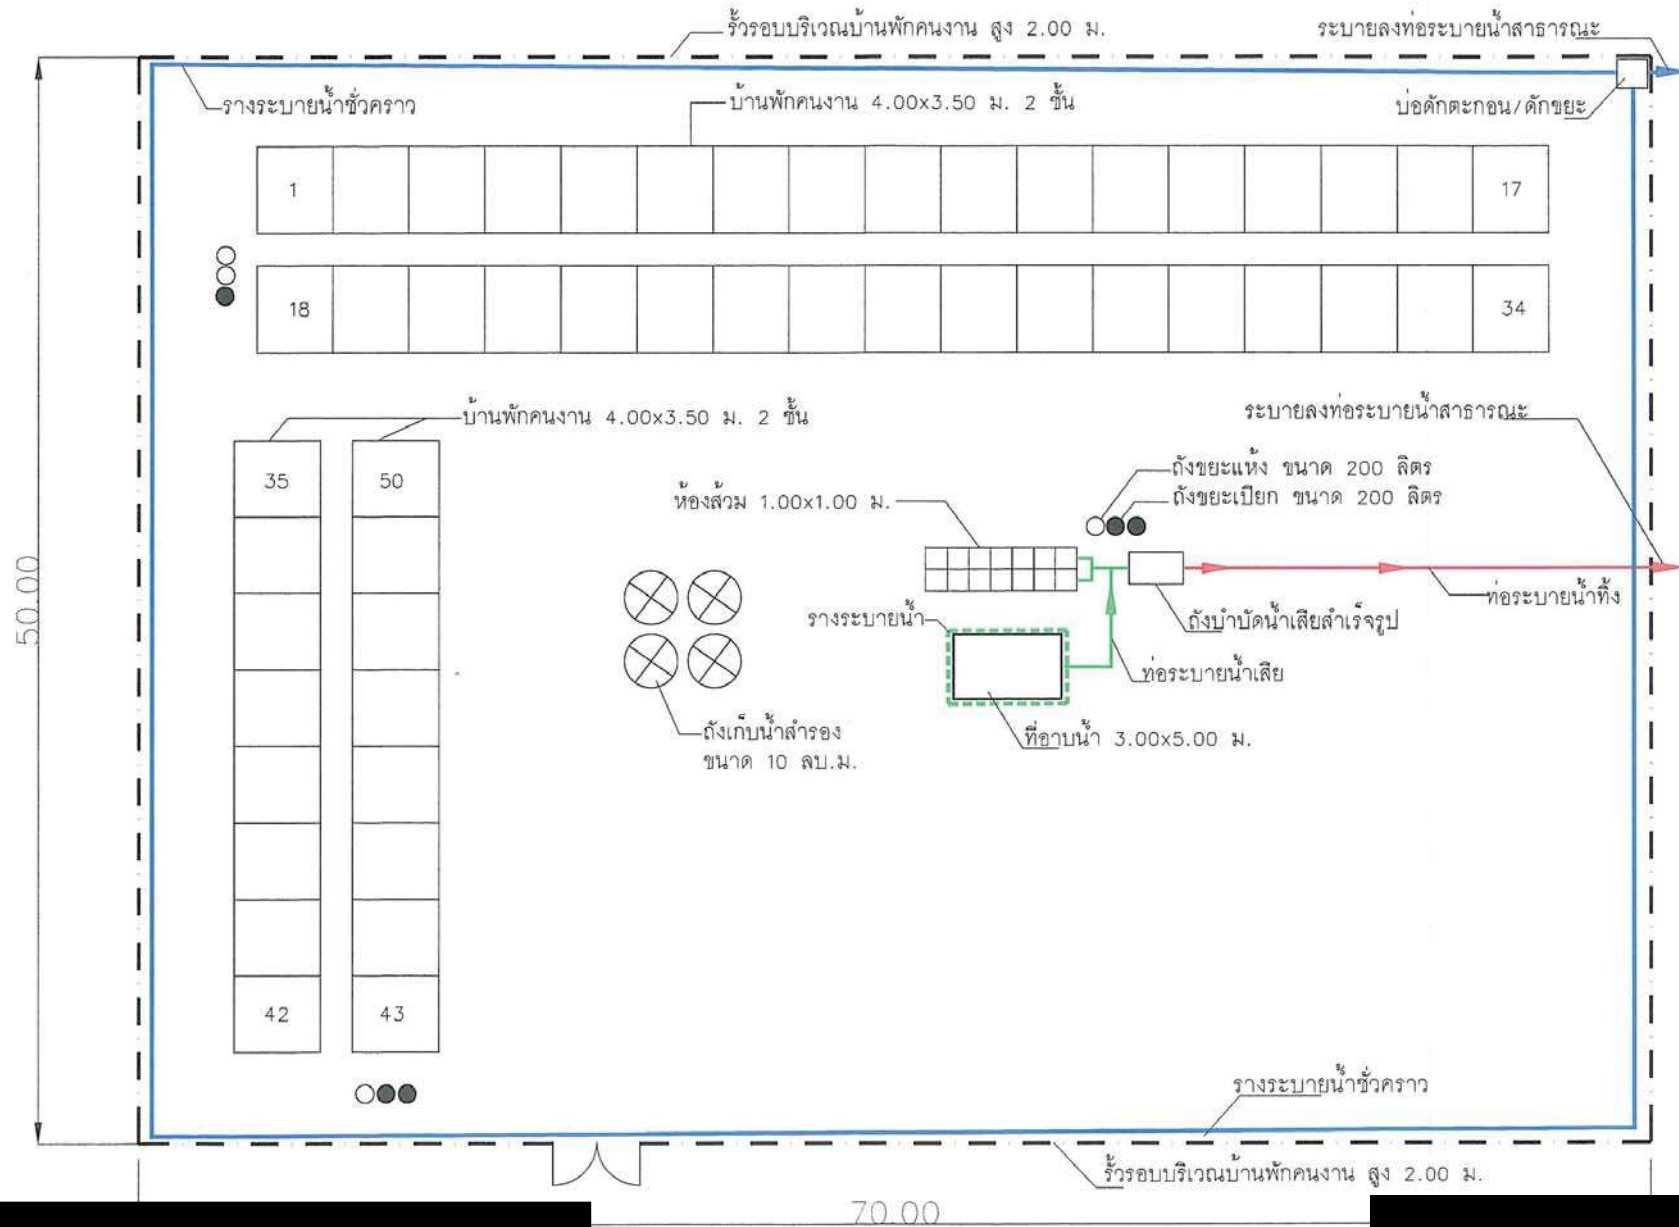 รั้วรอบบริเวณบ้านพักคนงาน สูง 2.00 ม.
ระบายลงท่อระบายน้ำสาธารณะ
รางระบายน้ำชั่วคราว
บ้านพักคนงาน 4.00x3.50 ม. 2 ชั้น
บ่อดักตะกอน/ดักขยะ
1
17
18
34
บ้านพักคนงาน 4.00x3.50 ม. 2 ชั้น
ระบายลงท่อระบายน้ำสาธารณะ
35
50
ถังขยะแห้ง ขนาด 200 ลิตร
ถังขยะเปียก ขนาด 200 ลิตร
ห้องส้วม 1.00x1.00 ม.
50.00
ท่อระบายน้ำทิ้ง
รางระบายน้ำ
ถังบำบัดน้ำเสียสำเร็จรูป
ท่อระบายน้ำเสีย
ถังเก็บน้ำสำรอง
ขนาด 10 ลบ.ม.
ที่อาบน้ำ 3.00x5.00 ม.
42
43
รางระบายน้ำชั่วคราว
รั้วรอบบริเวณบ้านพักคนงาน สูง 2.00 ม.
70.00